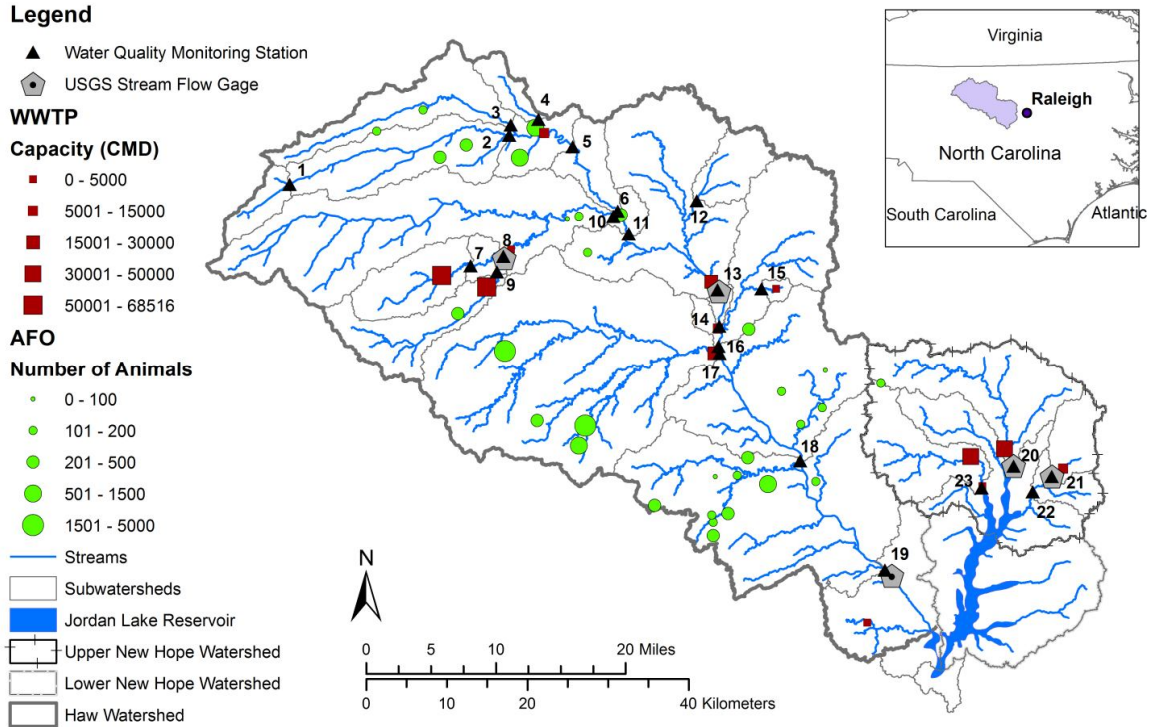 Legend
Water Quality Monitoring Station
USGS Stream Flow Gage
WWTP
Capacity (CMD)
0 - 5000
5001 - 15000
15001 - 30000
30001 - 50000
50001 - 68516
AFO
Number of Animals
0 - 100
101 - 200
201 - 500
501 - 1500
1501 - 5000
Streams
Subwatersheds
Jordan Lake Reservoir
Upper New Hope Watershed
Lower New Hope Watershed
Haw Watershed
1
2
3
4
5
6
7
8
9
10
11
12
13
14
15
16
17
18
19
20
21
22
23
N
0 5 10 20 Miles
0 10 20 40 Kilometers
Virginia
Raleigh
North Carolina
South Carolina
Atlantic